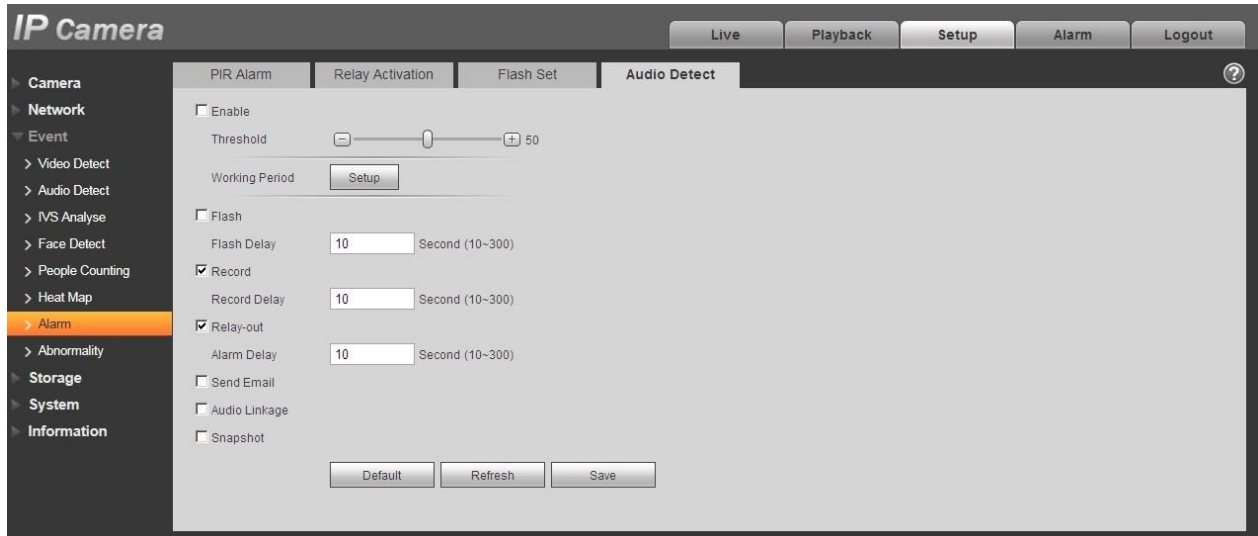 IP Camera
Live Playback Setup Alarm Logout
PIR Alarm Relay Activation Flash Set Audio Detect ?
Camera
Network
Event
> Video Detect
> Audio Detect
> IVS Analyse
> Face Detect
> People Counting
> Heat Map
> Alarm
> Abnormality
Storage
System
Information
Enable
Threshold 50
Working Period Setup
Flash
Flash Delay 10 Second (10~300)
Record
Record Delay 10 Second (10~300)
Relay-out
Alarm Delay 10 Second (10~300)
Send Email
Audio Linkage
Snapshot
Default Refresh Save